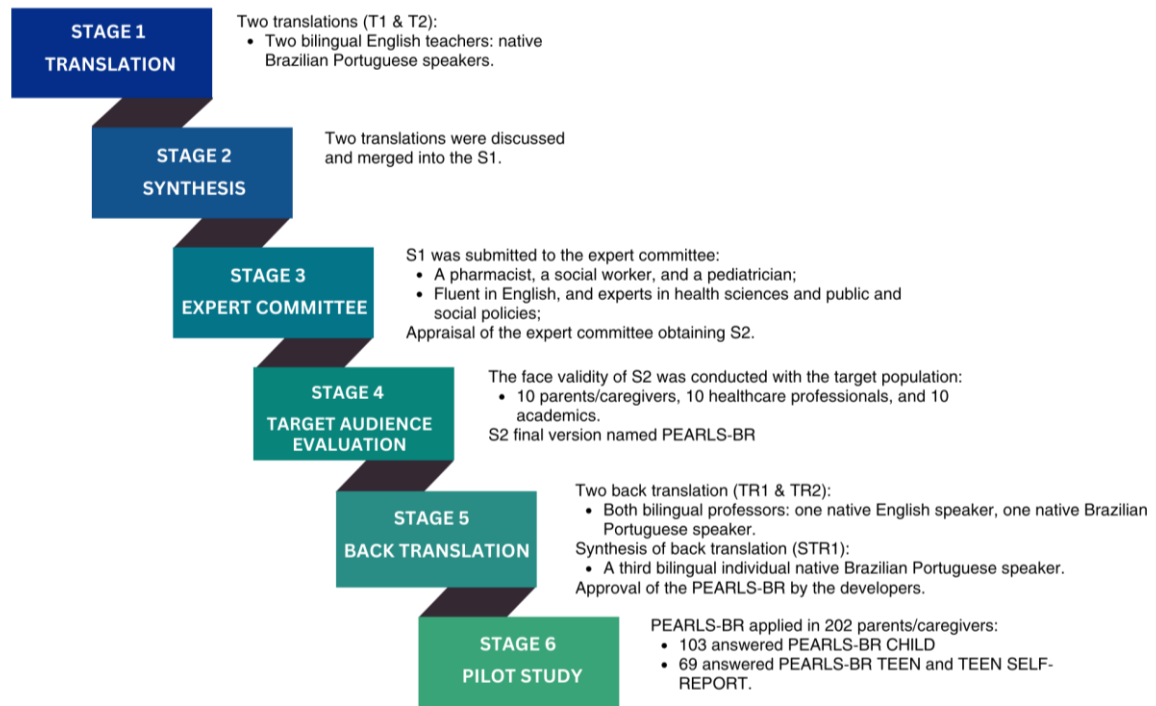 STAGE 1
TRANSLATION
Two translations (T1 & T2):
• Two bilingual English teachers: native
Brazilian Portuguese speakers.
STAGE 2
SYNTHESIS
Two translations were discussed
and merged into the S1.
STAGE 3
EXPERT COMMITTEE
S1 was submitted to the expert committee:
• A pharmacist, a social worker, and a pediatrician;
• Fluent in English, and experts in health sciences and public and
social policies;
Appraisal of the expert committee obtaining S2.
STAGE 4
TARGET AUDIENCE
EVALUATION
The face validity of S2 was conducted with the target population:
• 10 parents/caregivers, 10 healthcare professionals, and 10
academics.
S2 final version named PEARLS-BR
STAGE 5
BACK TRANSLATION
Two back translation (TR1 & TR2):
• Both bilingual professors: one native English speaker, one native Brazilian
Portuguese speaker.
Synthesis of back translation (STR1):
• A third bilingual individual native Brazilian Portuguese speaker.
Approval of the PEARLS-BR by the developers.
STAGE 6
PILOT STUDY
PEARLS-BR applied in 202 parents/caregivers:
• 103 answered PEARLS-BR CHILD
• 69 answered PEARLS-BR TEEN and TEEN SELF-
REPORT.